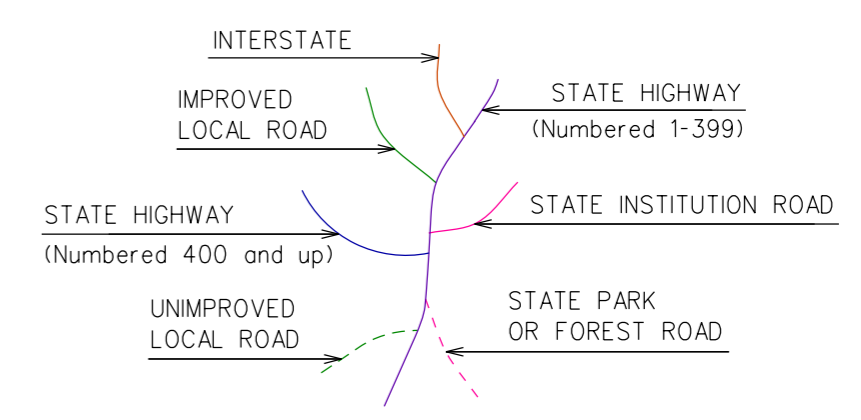 INTERSTATE
IMPROVED
LOCAL ROAD
STATE HIGHWAY
(Numbered 1-399)
STATE HIGHWAY
(Numbered 400 and up)
STATE INSTITUTION ROAD
UNIMPROVED
LOCAL ROAD
STATE PARK
OR FOREST ROAD